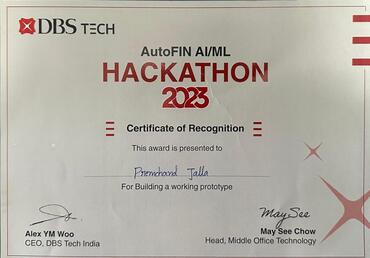 DBS TECH
AutoFIN AI/ML
HACKATHON
2023
Certificate of Recognition
This award is presented to
Premchand Jalla
For Building a working prototype
Alex YM Woo
CEO, DBS Tech India
May See
May See Chow
Head, Middle Office Technology